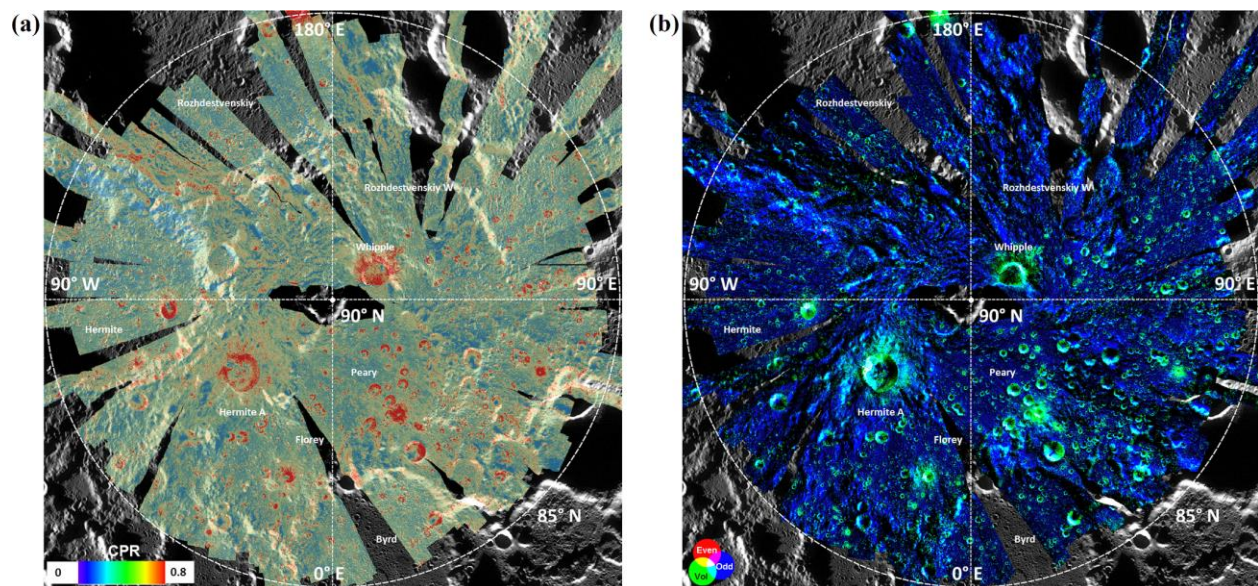 (a)
180° E
Rozhdestvenskiy
Rozhdestvenskiy W
Whipple
90° W
90° E
90° N
Hermite
Peary
Hermite A
Florey
85° N
Byrd
CPR
0
0.8
0° E
(b)
180° E
Rozhdestvenskiy
Rozhdestvenskiy W
Whipple
90° W
90° E
90° N
Hermite
Peary
Hermite A
Florey
85° N
Even
Odd
Vol
Byrd
0° E